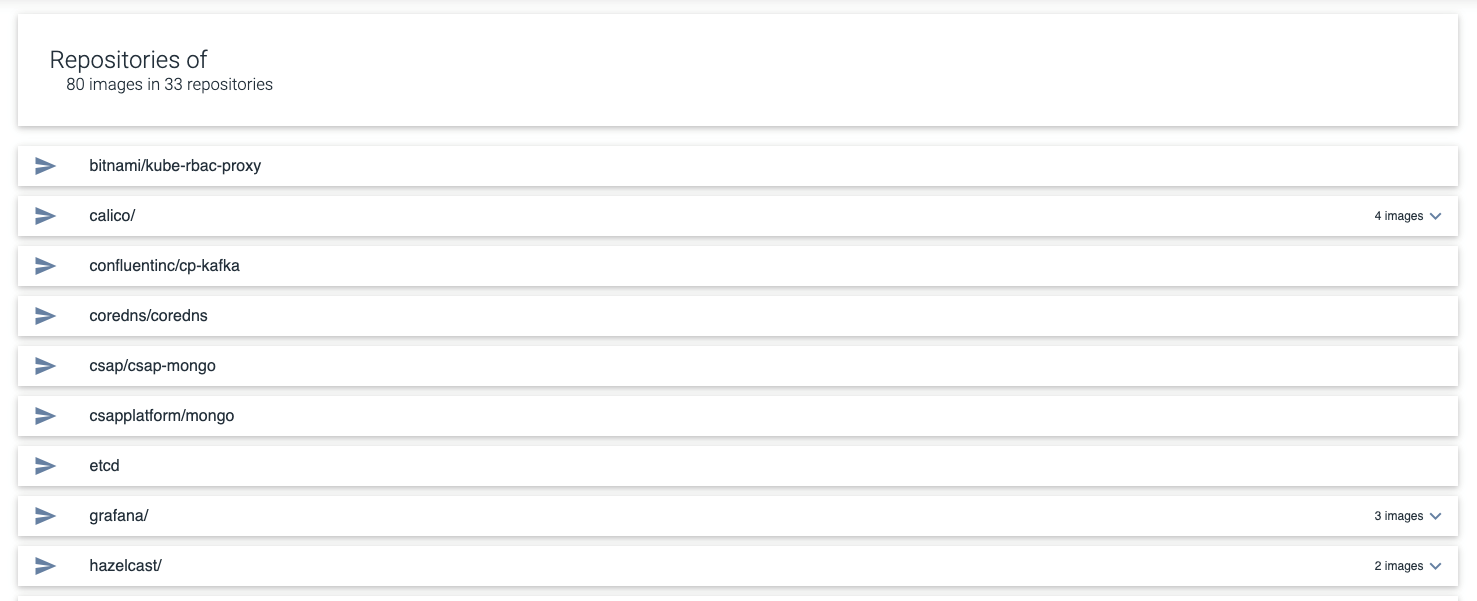 Repositories of
80 images in 33 repositories
bitnami/kube-rbac-proxy
calico/ 4 images
confluentinc/cp-kafka
coredns/coredns
csap/csap-mongo
csapplatform/mongo
etcd
grafana/ 3 images
hazelcast/ 2 images